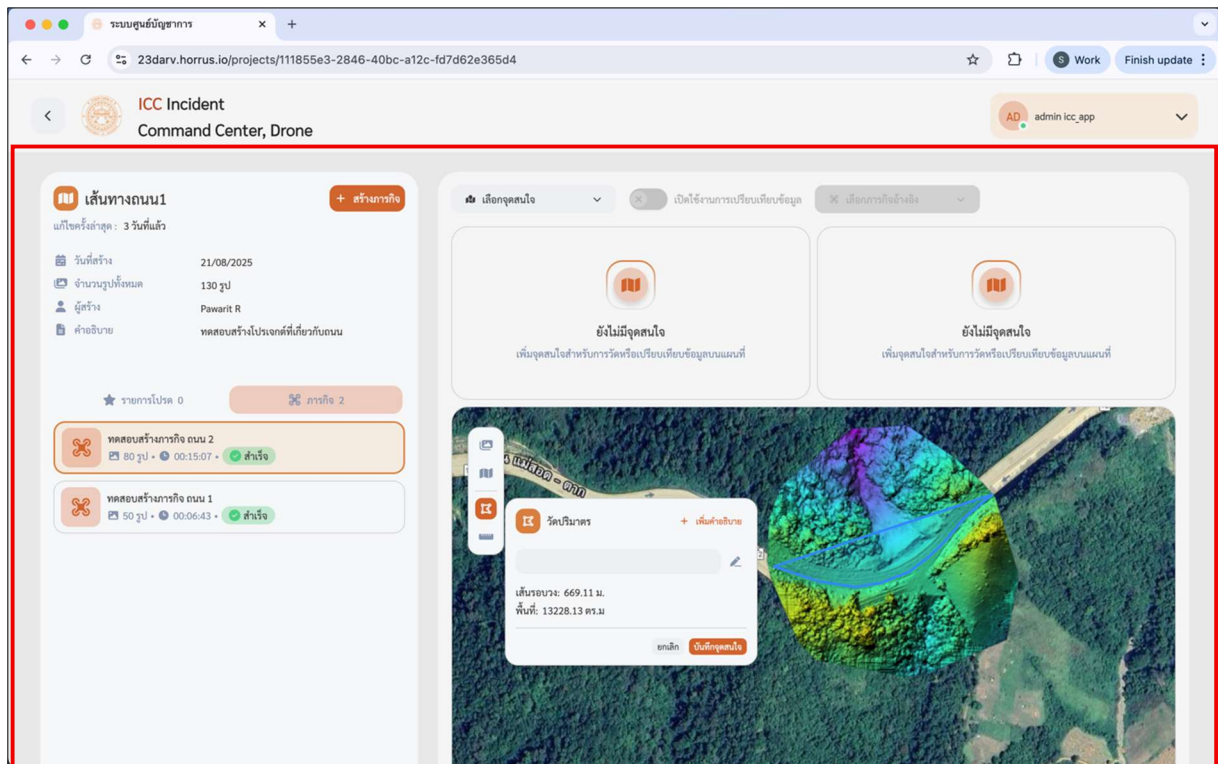 ระบบศูนย์บัญชาการ
23darv.horrus.io/projects/111855e3-2846-40bc-a12c-fd7d62e365d4
S Work
Finish update
ICC Incident
Command Center, Drone
AD admin icc_app
เส้นทางถนน1
+ สร้างภารกิจ
แก้ไขครั้งล่าสุด : 3 วันที่แล้ว
วันที่สร้าง 21/08/2025
จำนวนรูปทั้งหมด 130 รูป
ผู้สร้าง Pawarit R
คำอธิบาย ทดสอบสร้างโปรเจกต์ที่เกี่ยวกับถนน
รายการโปรด 0
ภารกิจ 2
ทดสอบสร้างภารกิจ ถนน 2
80 รูป • 00:15:07 • สำเร็จ
ทดสอบสร้างภารกิจ ถนน 1
50 รูป • 00:06:43 • สำเร็จ
เลือกจุดสนใจ
เปิดใช้งานการเปรียบเทียบข้อมูล
เลือกภารกิจอ้างอิง
ยังไม่มีจุดสนใจ
เพิ่มจุดสนใจสำหรับการวัดหรือเปรียบเทียบข้อมูลบนแผนที่
ยังไม่มีจุดสนใจ
เพิ่มจุดสนใจสำหรับการวัดหรือเปรียบเทียบข้อมูลบนแผนที่
แม่สอด - ตาก
วัดปริมาตร
+ เพิ่มคำอธิบาย
เส้นรอบวง: 669.11 ม.
พื้นที่: 13228.13 ตร.ม
ยกเลิก
บันทึกจุดสนใจ